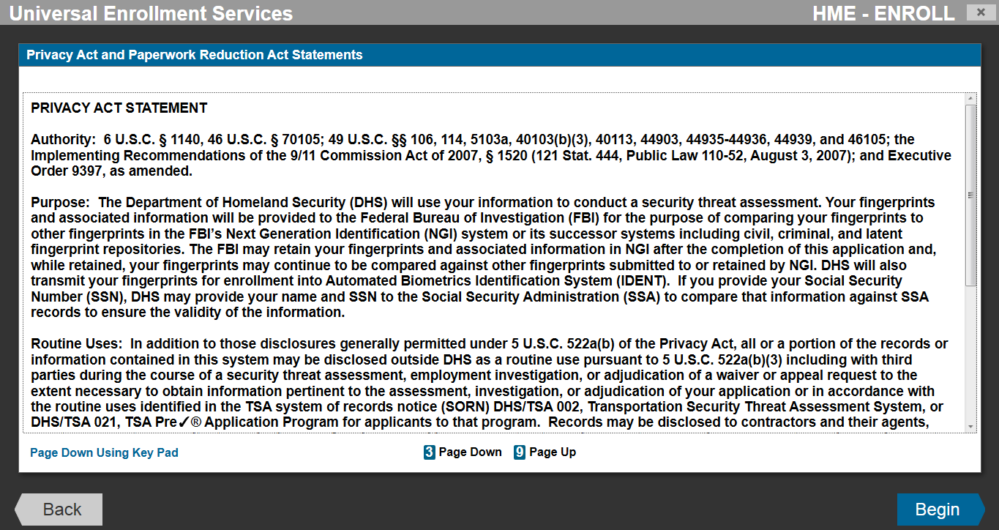 Universal Enrollment Services
HME - ENROLL
Privacy Act and Paperwork Reduction Act Statements
PRIVACY ACT STATEMENT
Authority:  6 U.S.C. § 1140, 46 U.S.C. § 70105; 49 U.S.C. §§ 106, 114, 5103a, 40103(b)(3), 40113, 44903, 44935-44936, 44939, and 46105; the
Implementing Recommendations of the 9/11 Commission Act of 2007, § 1520 (121 Stat. 444, Public Law 110-52, August 3, 2007); and Executive
Order 9397, as amended.
Purpose:  The Department of Homeland Security (DHS) will use your information to conduct a security threat assessment. Your fingerprints
and associated information will be provided to the Federal Bureau of Investigation (FBI) for the purpose of comparing your fingerprints to
other fingerprints in the FBI’s Next Generation Identification (NGI) system or its successor systems including civil, criminal, and latent
fingerprint repositories. The FBI may retain your fingerprints and associated information in NGI after the completion of this application and,
while retained, your fingerprints may continue to be compared against other fingerprints submitted to or retained by NGI. DHS will also
transmit your fingerprints for enrollment into Automated Biometrics Identification System (IDENT).  If you provide your Social Security
Number (SSN), DHS may provide your name and SSN to the Social Security Administration (SSA) to compare that information against SSA
records to ensure the validity of the information.
Routine Uses:  In addition to those disclosures generally permitted under 5 U.S.C. 522a(b) of the Privacy Act, all or a portion of the records or
information contained in this system may be disclosed outside DHS as a routine use pursuant to 5 U.S.C. 522a(b)(3) including with third
parties during the course of a security threat assessment, employment investigation, or adjudication of a waiver or appeal request to the
extent necessary to obtain information pertinent to the assessment, investigation, or adjudication of your application or in accordance with
the routine uses identified in the TSA system of records notice (SORN) DHS/TSA 002, Transportation Security Threat Assessment System, or
DHS/TSA 021, TSA Pre✓® Application Program for applicants to that program.  Records may be disclosed to contractors and their agents,
Page Down Using Key Pad
3 Page Down 9 Page Up
Back
Begin